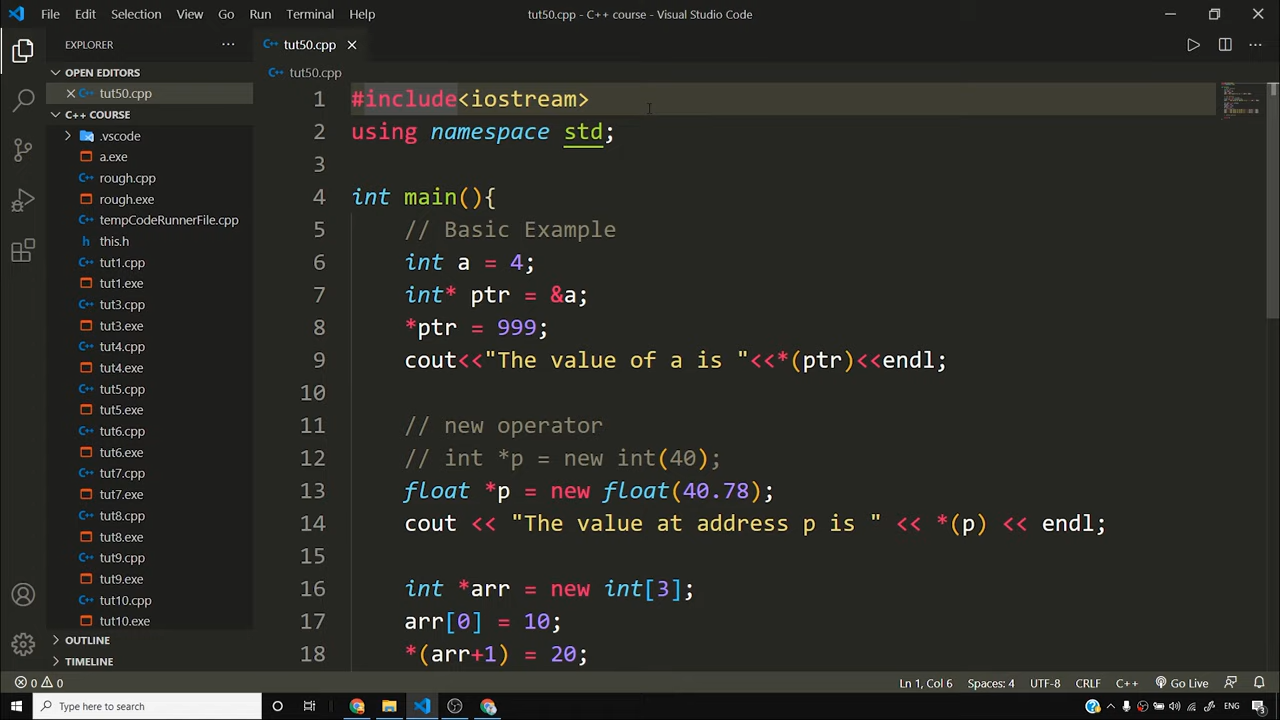 File Edit Selection View Go Run Terminal Help tut50.cpp - C++ course - Visual Studio Code
EXPLORER
OPEN EDITORS
tut50.cpp
C++ COURSE
.vscode
a.exe
rough.cpp
rough.exe
tempCodeRunnerFile.cpp
this.h
tut1.cpp
tut1.exe
tut3.cpp
tut3.exe
tut4.cpp
tut4.exe
tut5.cpp
tut5.exe
tut6.cpp
tut6.exe
tut7.cpp
tut7.exe
tut8.cpp
tut8.exe
tut9.cpp
tut9.exe
tut10.cpp
tut10.exe
OUTLINE
TIMELINE
tut50.cpp
tut50.cpp
1 #include<iostream>
2 using namespace std;
3
4 int main(){
5 // Basic Example
6 int a = 4;
7 int* ptr = &a;
8 *ptr = 999;
9 cout<<"The value of a is "<<*(ptr)<<endl;
10
11 // new operator
12 // int *p = new int(40);
13 float *p = new float(40.78);
14 cout << "The value at address p is " << *(p) << endl;
15
16 int *arr = new int[3];
17 arr[0] = 10;
18 *(arr+1) = 20;
0 0 Ln 1, Col 6 Spaces: 4 UTF-8 CRLF C++ Go Live
Type here to search ENG